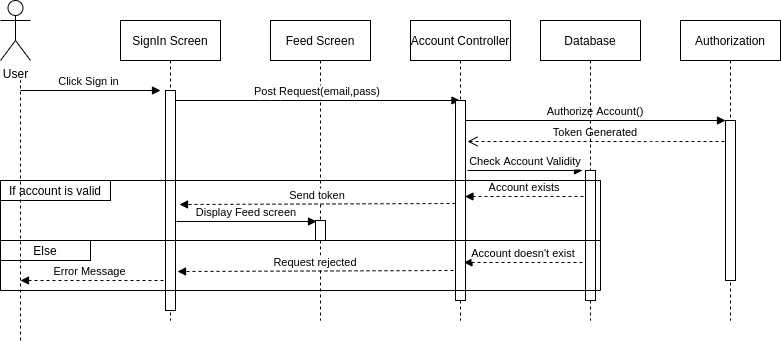 SignIn Screen
Feed Screen
Account Controller
Database
Authorization
User
Click Sign in
Post Request(email,pass)
Authorize Account()
Token Generated
Check Account Validity
If account is valid
Account exists
Send token
Display Feed screen
Else
Account doesn't exist
Request rejected
Error Message